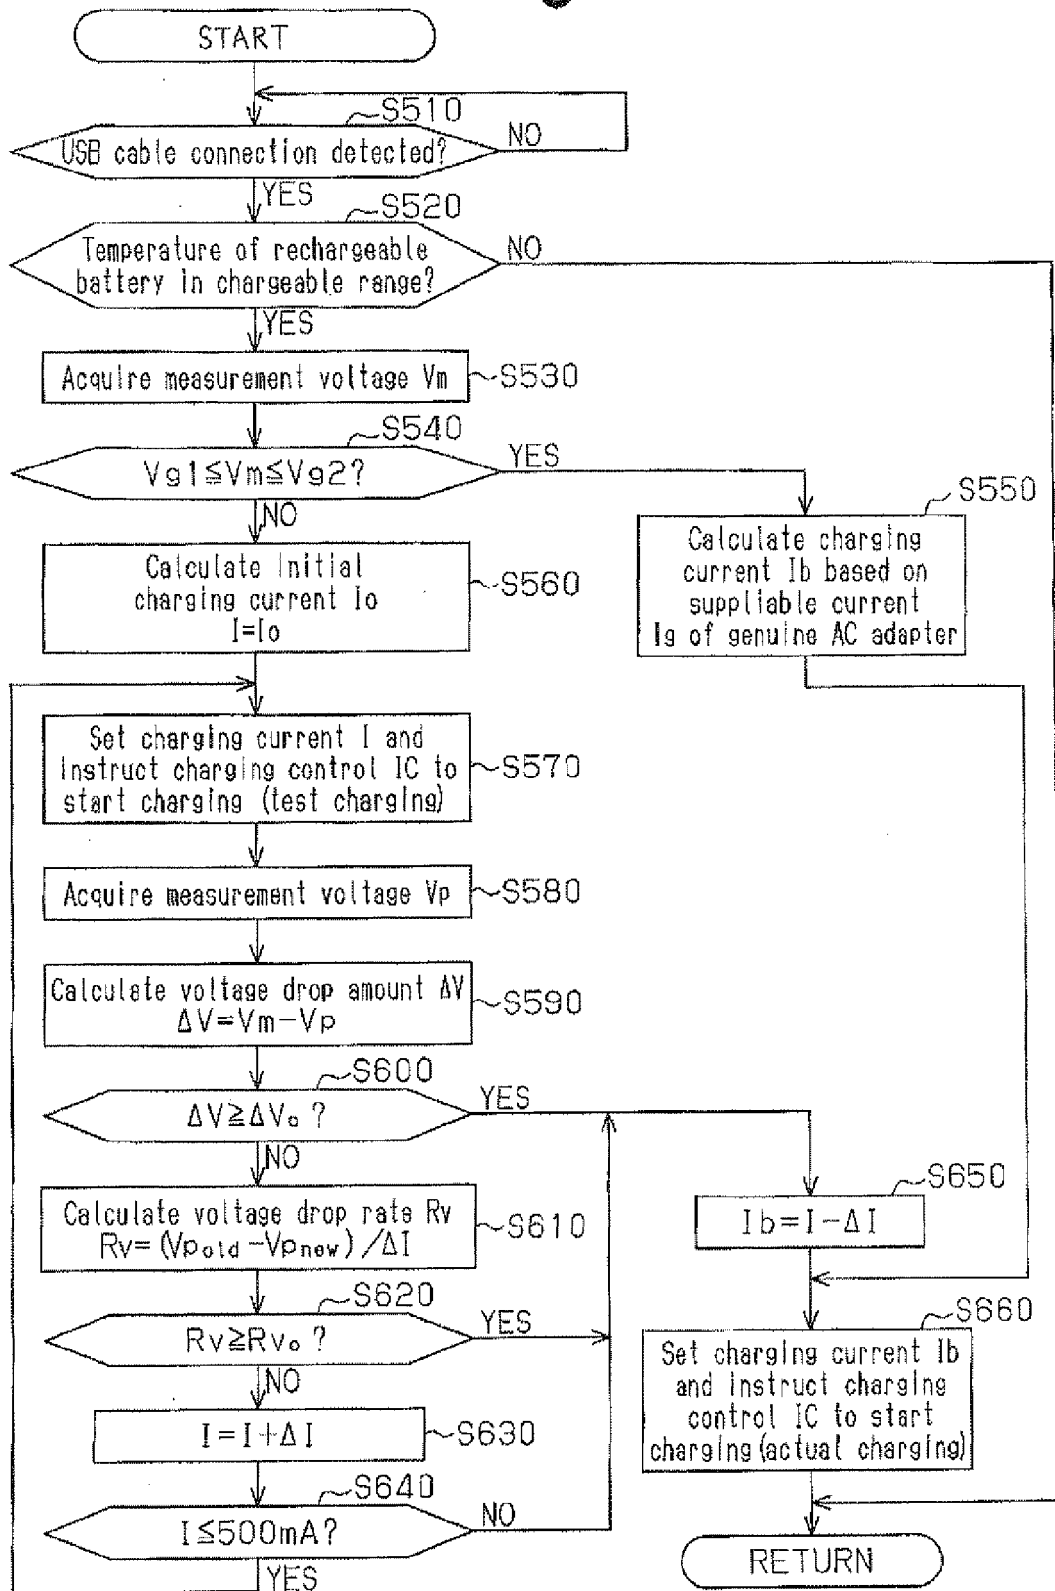 START
S510
USB cable connection detected?
NO
YES
S520
Temperature of rechargeable
battery in chargeable range?
NO
YES
Acquire measurement voltage Vm
S530
S540
Vg1≦Vm≦Vg2?
YES
NO
S550
Calculate charging
current Ib based on
suppliable current
Ig of genuine AC adapter
Calculate initial
charging current Io
I=Io
S560
Set charging current I and
instruct charging control IC to
start charging (test charging)
S570
Acquire measurement voltage Vp
S580
Calculate voltage drop amount ΔV
ΔV=Vm-Vp
S590
S600
ΔV≧ΔVo?
YES
NO
Calculate voltage drop rate Rv
Rv=(Vpold-Vpnew)/ΔI
S610
S620
Rv≧Rvo?
YES
NO
I=I+ΔI
S630
S640
I≦500mA?
NO
YES
S650
Ib=I-ΔI
S660
Set charging current Ib
and instruct charging
control IC to start
charging(actual charging)
RETURN